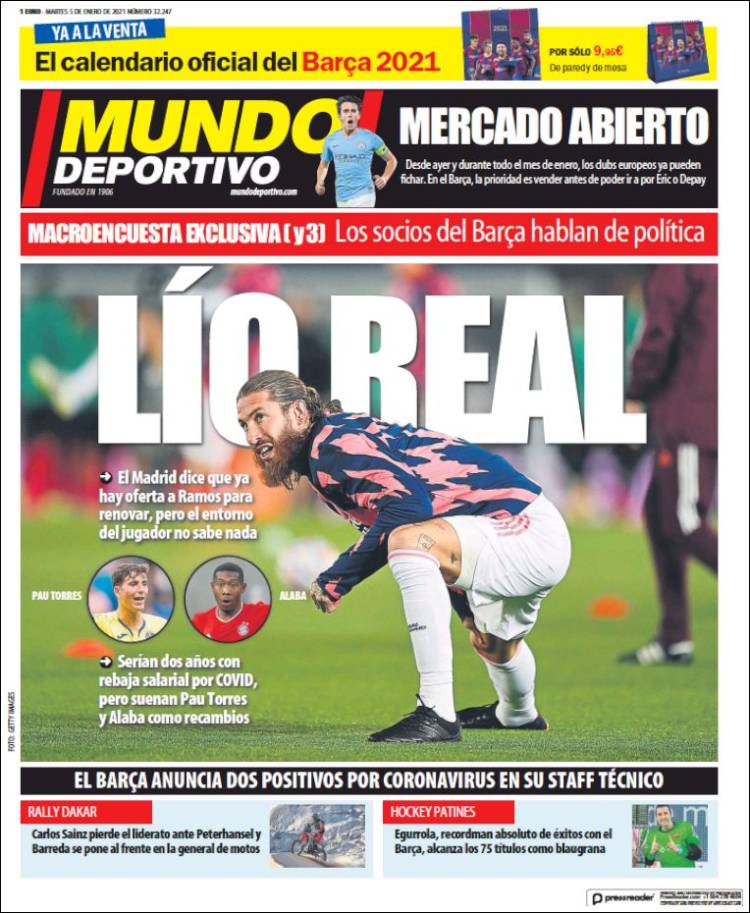 1 EURO - MARTES 5 DE ENERO DE 2021 NÚMERO 32.247
YA A LA VENTA
El calendario oficial del Barça 2021
POR SÓLO 9,95€
De pared y de mesa
2021
MUNDO
DEPORTIVO
FUNDADO EN 1906
mundodeportivo.com
MERCADO ABIERTO
Desde ayer y durante todo el mes de enero, los clubs europeos ya pueden
fichar. En el Barça, la prioridad es vender antes de poder ir a por Eric o Depay
MACROENCUESTA EXCLUSIVA ( y 3) Los socios del Barça hablan de política
LÍO REAL
➔ El Madrid dice que ya
hay oferta a Ramos para
renovar, pero el entorno
del jugador no sabe nada
PAU TORRES
ALABA
➔ Serían dos años con
rebaja salarial por COVID,
pero suenan Pau Torres
y Alaba como recambios
FOTO: GETTY IMAGES
EL BARÇA ANUNCIA DOS POSITIVOS POR CORONAVIRUS EN SU STAFF TÉCNICO
RALLY DAKAR
Carlos Sainz pierde el liderato ante Peterhansel y
Barreda se pone al frente en la general de motos
HOCKEY PATINES
Egurrola, recordman absoluto de éxitos con el
Barça, alcanza los 75 títulos como blaugrana
pressreader